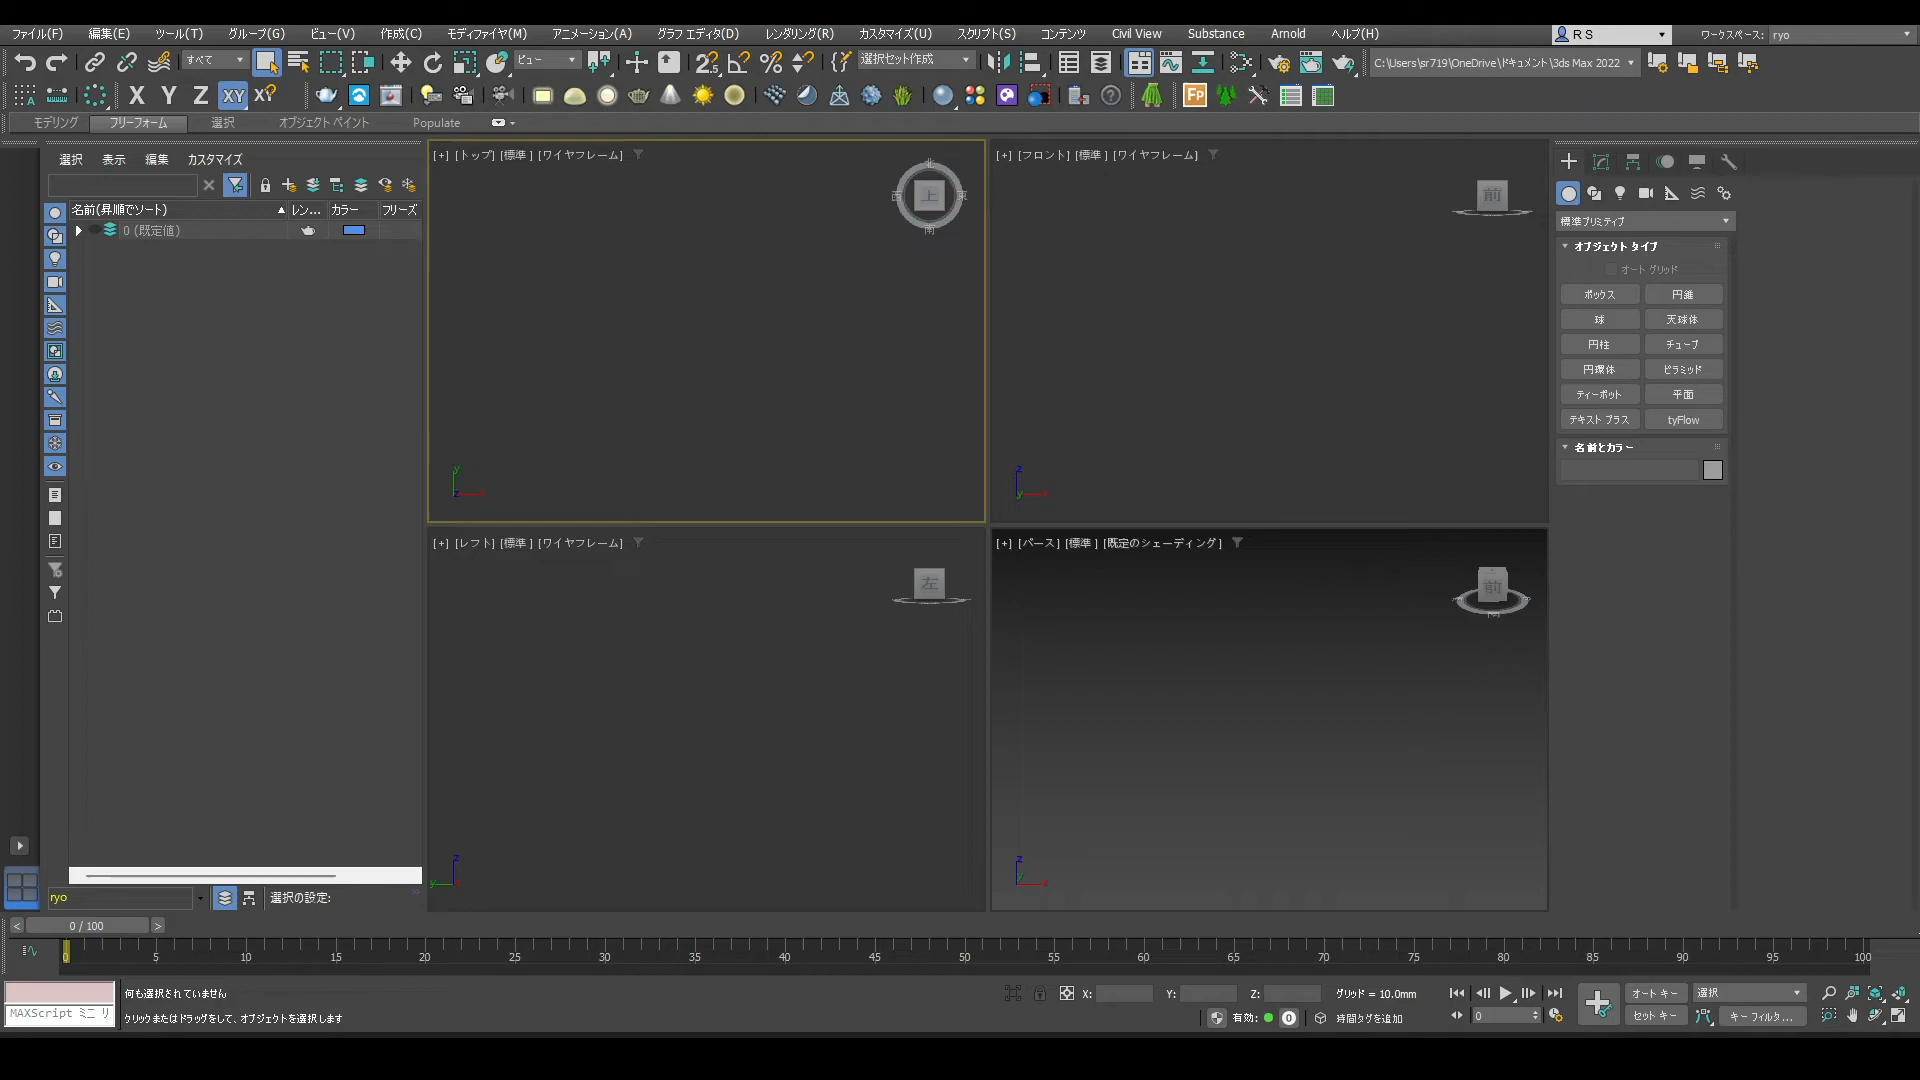 ファイル(F) 編集(E) ツール(T) グループ(G) ビュー(V) 作成(C) モディファイヤ(M) アニメーション(A) グラフ エディタ(D) レンダリング(R) カスタマイズ(U) スクリプト(S) コンテンツ Civil View Substance Arnold ヘルプ(H) R S ワークスペース: ryo
すべて ビュー 選択セット作成 C:\Users\sr719\OneDrive\ドキュメント\3ds Max 2022
X Y Z XY XY Fp
モデリング フリーフォーム 選択 オブジェクト ペイント Populate
選択 表示 編集 カスタマイズ
名前(昇順でソート) レン... カラー フリーズ
0 (既定値)
[+] [トップ] [標準] [ワイヤフレーム]
北 西 上 東 南
y z x
[+] [フロント] [標準] [ワイヤフレーム]
前
z y x
[+] [レフト] [標準] [ワイヤフレーム]
左
z y
[+] [パース] [標準] [既定のシェーディング]
前
z y x
標準プリミティブ
オブジェクト タイプ
オート グリッド
ボックス 円錐
球 天球体
円柱 チューブ
円環体 ピラミッド
ティーポット 平面
テキスト プラス tyFlow
名前とカラー
ryo 選択の設定:
< 0 / 100 >
0 5 10 15 20 25 30 35 40 45 50 55 60 65 70 75 80 85 90 95 100
何も選択されていません X: Y: Z: グリッド = 10.0mm オート キー 選択
MAXScript ミニ リ クリックまたはドラッグをして、オブジェクトを選択します 有効: 0 時間タグを追加 0 セット キー キー フィルタ...